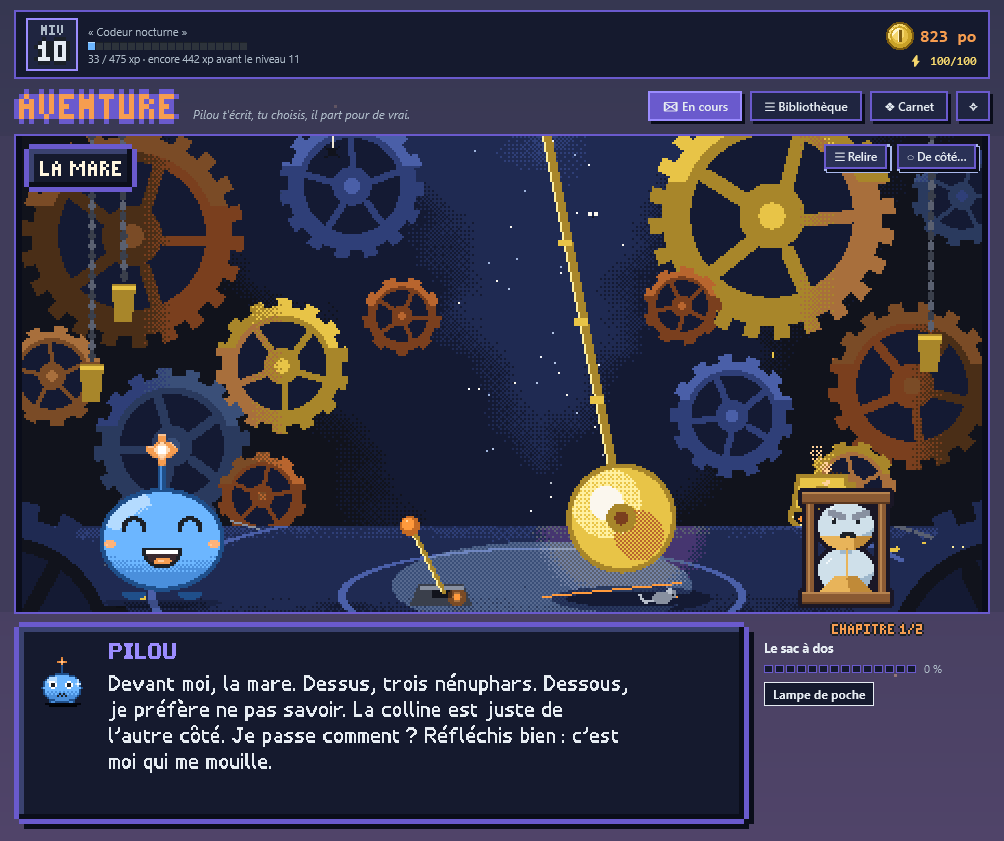 NIV
10
« Codeur nocturne »
33 / 475 xp · encore 442 xp avant le niveau 11
823 po
100/100
AVENTURE
Pilou t'écrit, tu choisis, il part pour de vrai.
En cours
Bibliothèque
Carnet
LA MARE
Relire
De côté...
PILOU
Devant moi, la mare. Dessus, trois nénuphars. Dessous,
je préfère ne pas savoir. La colline est juste de
l'autre côté. Je passe comment ? Réfléchis bien : c'est
moi qui me mouille.
CHAPITRE 1/2
Le sac à dos
0 %
Lampe de poche